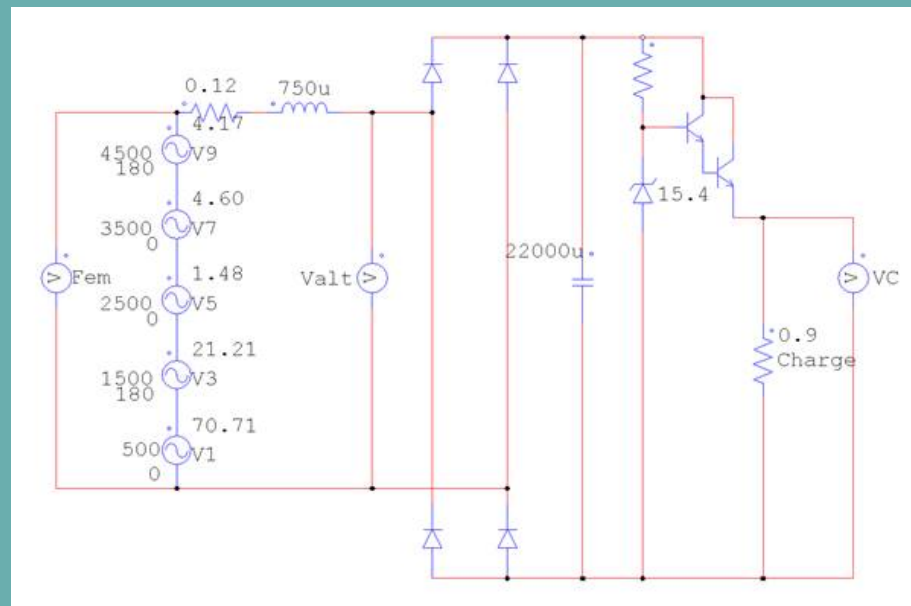 0.12
750u
4.17
4500
V9
180
4.60
3500
V7
0
15.4
22000u
Fem
1.48
Valt
VC
2500
V5
0
21.21
0.9
1500
V3
Charge
180
70.71
500
V1
0
V
V
V